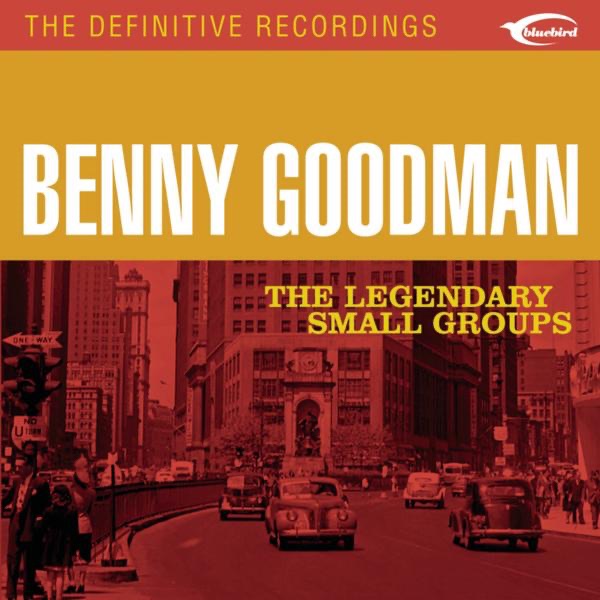 THE DEFINITIVE RECORDINGS
bluebird
BENNY GOODMAN
THE LEGENDARY
SMALL GROUPS
ONE-WAY
NO
U TURN